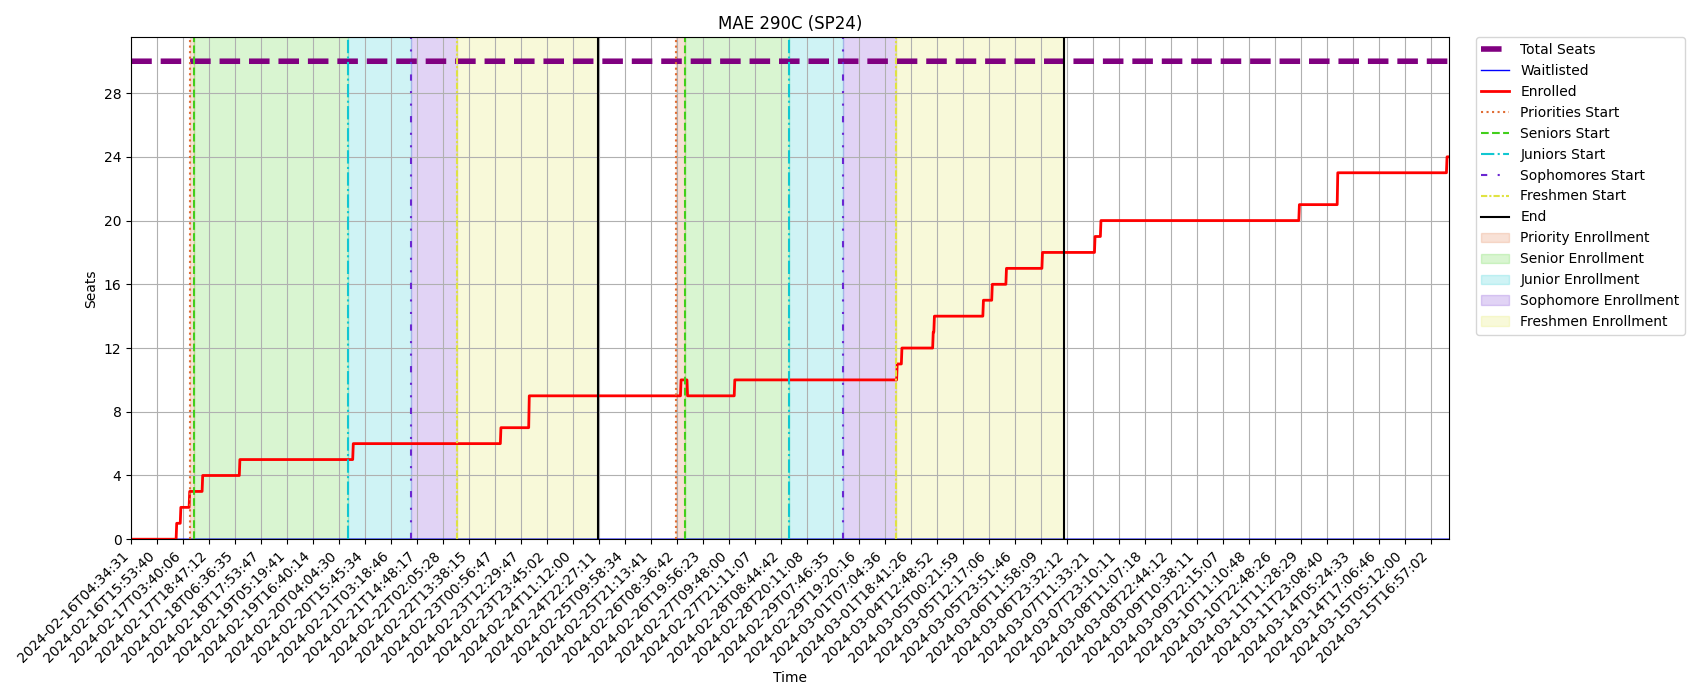 MAE 290C (SP24)
Total Seats
Waitlisted
Enrolled
Priorities Start
Seniors Start
Juniors Start
Sophomores Start
Freshmen Start
End
Priority Enrollment
Senior Enrollment
Junior Enrollment
Sophomore Enrollment
Freshmen Enrollment
Seats
28
24
20
16
12
8
4
0
2024-02-16T04:34:31
2024-02-16T15:53:40
2024-02-17T03:40:06
2024-02-17T18:47:12
2024-02-18T06:36:35
2024-02-18T17:53:47
2024-02-19T05:19:41
2024-02-19T16:40:14
2024-02-20T04:04:30
2024-02-20T15:45:34
2024-02-21T03:18:46
2024-02-21T14:48:17
2024-02-22T02:05:28
2024-02-22T13:38:15
2024-02-23T00:56:47
2024-02-23T12:29:47
2024-02-23T23:45:02
2024-02-24T11:12:00
2024-02-24T22:27:11
2024-02-25T09:58:34
2024-02-25T21:13:41
2024-02-26T08:36:42
2024-02-26T19:56:23
2024-02-27T09:48:00
2024-02-27T21:11:07
2024-02-28T08:44:42
2024-02-28T20:11:08
2024-02-29T07:46:35
2024-02-29T19:20:16
2024-03-01T07:04:36
2024-03-01T18:41:26
2024-03-04T12:48:52
2024-03-05T00:21:59
2024-03-05T12:17:06
2024-03-05T23:51:46
2024-03-06T11:58:09
2024-03-06T23:32:12
2024-03-07T11:33:21
2024-03-07T23:10:11
2024-03-08T11:07:18
2024-03-08T22:44:12
2024-03-09T10:38:11
2024-03-09T22:15:07
2024-03-10T11:10:48
2024-03-10T22:48:26
2024-03-11T11:28:29
2024-03-11T23:08:40
2024-03-14T05:24:33
2024-03-14T17:06:46
2024-03-15T05:12:00
2024-03-15T16:57:02
Time